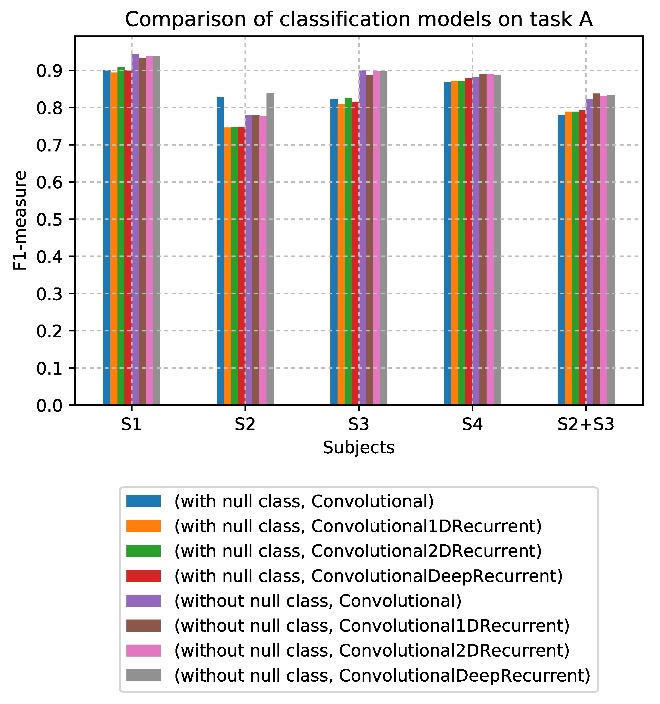 Comparison of classification models on task A
F1-measure
0.9
0.8
0.7
0.6
0.5
0.4
0.3
0.2
0.1
0.0
S1 S2 S3 S4 S2+S3
Subjects
(with null class, Convolutional)
(with null class, Convolutional1DRecurrent)
(with null class, Convolutional2DRecurrent)
(with null class, ConvolutionalDeepRecurrent)
(without null class, Convolutional)
(without null class, Convolutional1DRecurrent)
(without null class, Convolutional2DRecurrent)
(without null class, ConvolutionalDeepRecurrent)